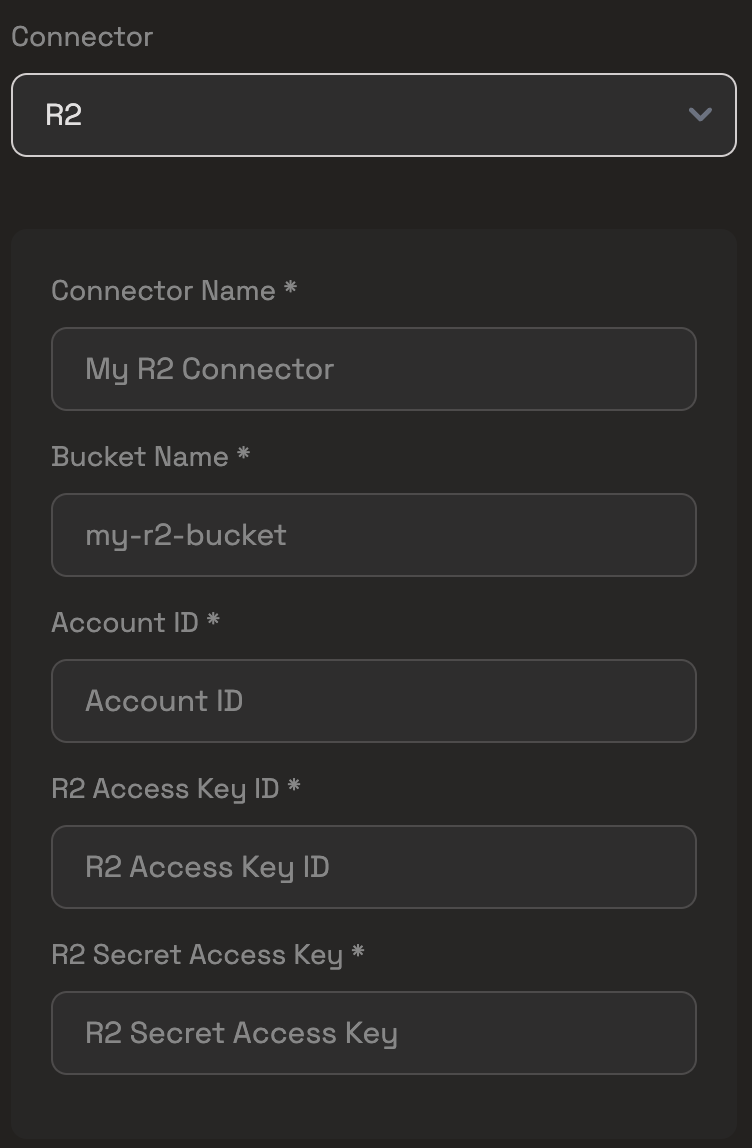 Connector
R2
Connector Name *
My R2 Connector
Bucket Name *
my-r2-bucket
Account ID *
Account ID
R2 Access Key ID *
R2 Access Key ID
R2 Secret Access Key *
R2 Secret Access Key